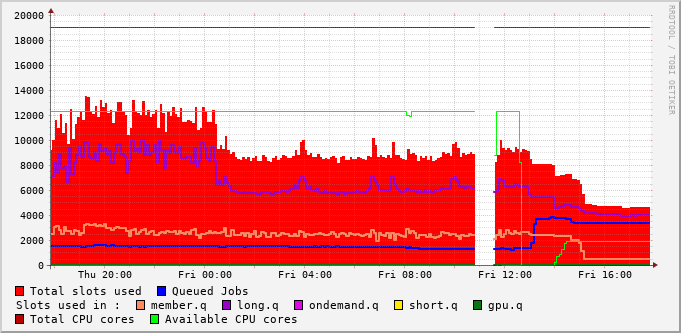 RRDTOOL / TOBI OETIKER
20000
18000
16000
14000
12000
10000
8000
6000
4000
2000
0
Thu 20:00 Fri 00:00 Fri 04:00 Fri 08:00 Fri 12:00 Fri 16:00
Total slots used Queued Jobs
Slots used in : member.q long.q ondemand.q short.q gpu.q
Total CPU cores Available CPU cores